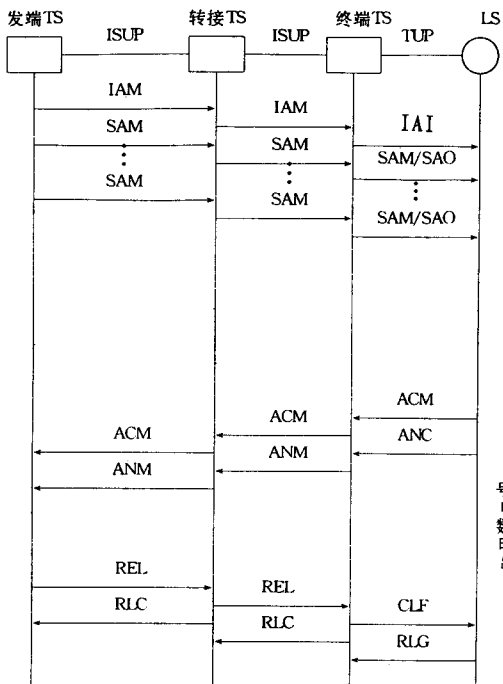 发端TS ISUP 转接TS ISUP 终端TS TUP LS
IAM
IAM
SAM IAI
SAM SAM/SAO
SAM
SAM SAM/SAO
ACM
ACM
ACM ANC
ANM
ANM
REL
REL
RLC CLF
RLC
RLG